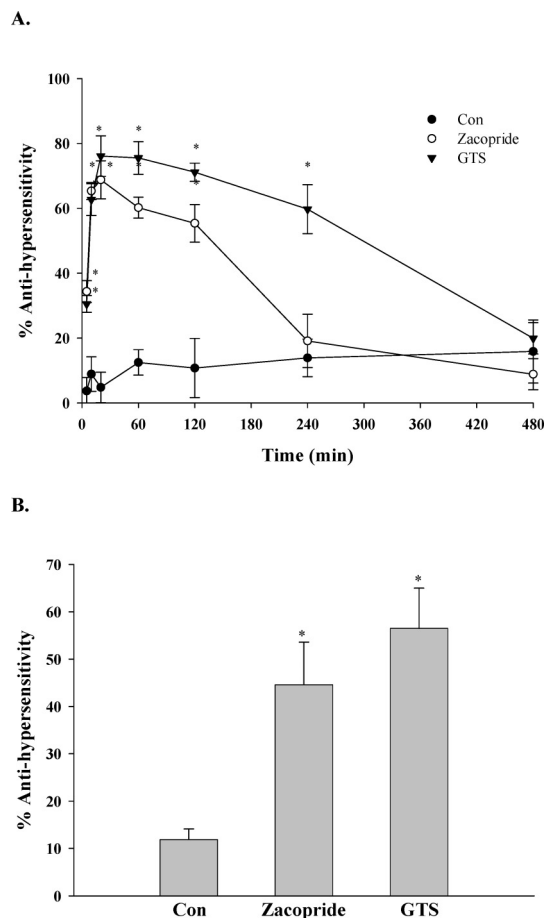 A.
100
80
60
40
20
0
% Anti-hypersensitivity
* * * *
* * * *
*
*
Con
Zacopride
GTS
0 60 120 180 240 300 360 420 480
Time (min)
B.
70
60
50
40
30
20
10
0
% Anti-hypersensitivity
*
*
Con Zacopride GTS